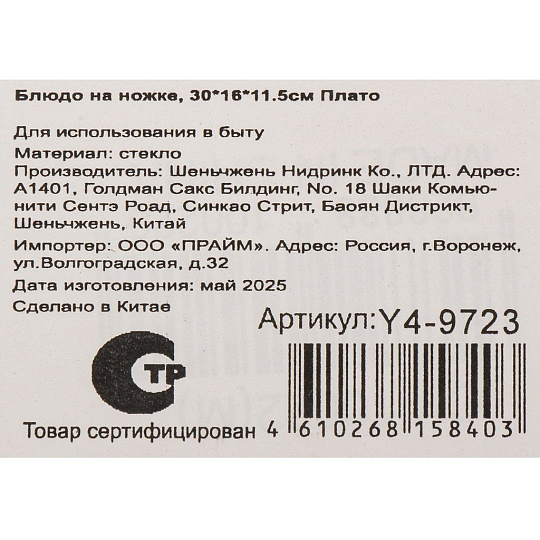 Блюдо на ножке, 30*16*11.5см Плато
Для использования в быту
Материал: стекло
Производитель: Шеньчжень Нидринк Ко., ЛТД. Адрес:
А1401, Голдман Сакс Билдинг, No. 18 Шаки Комью-
нити Сентэ Роад, Синкао Стрит, Баоян Дистрикт,
Шеньчжень, Китай
Импортер: ООО «ПРАЙМ». Адрес: Россия, г.Воронеж,
ул.Волгоградская, д.32
Дата изготовления: май 2025
Сделано в Китае
Артикул: Y4-9723
СТР
Товар сертифицирован
4 610268 158403